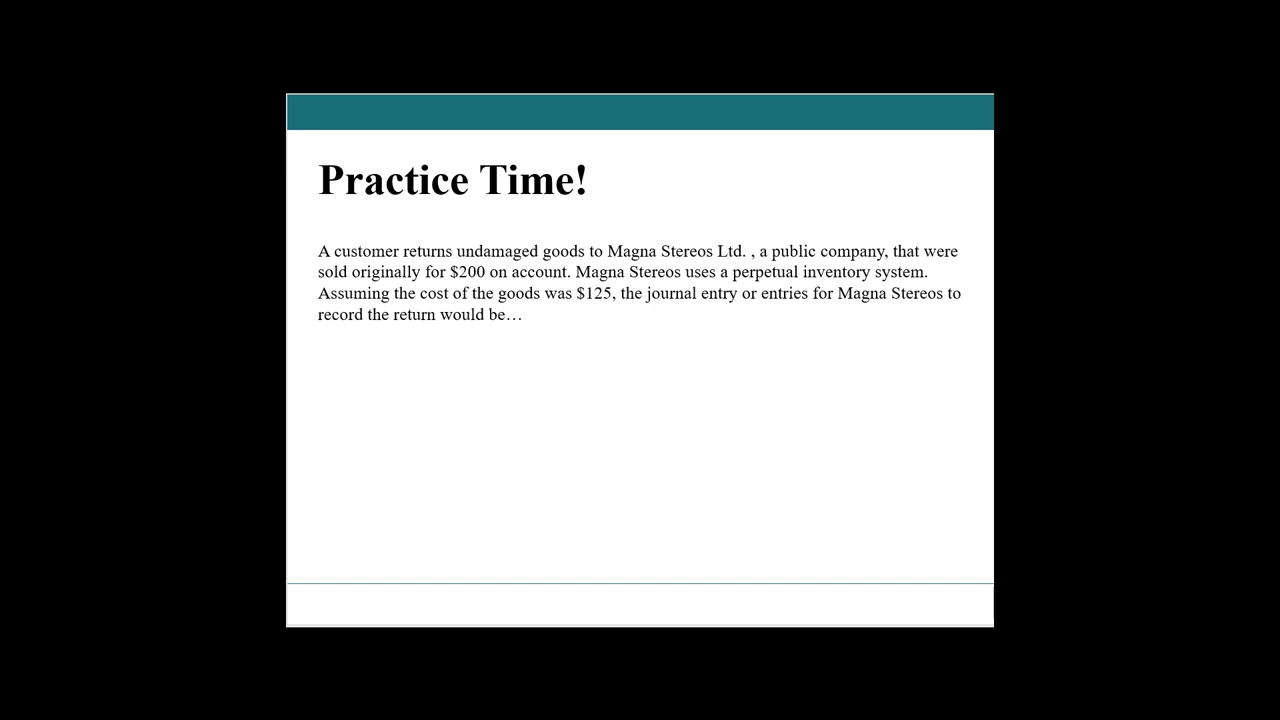 Practice Time!
A customer returns undamaged goods to Magna Stereos Ltd. , a public company, that were
sold originally for $200 on account. Magna Stereos uses a perpetual inventory system.
Assuming the cost of the goods was $125, the journal entry or entries for Magna Stereos to
record the return would be…